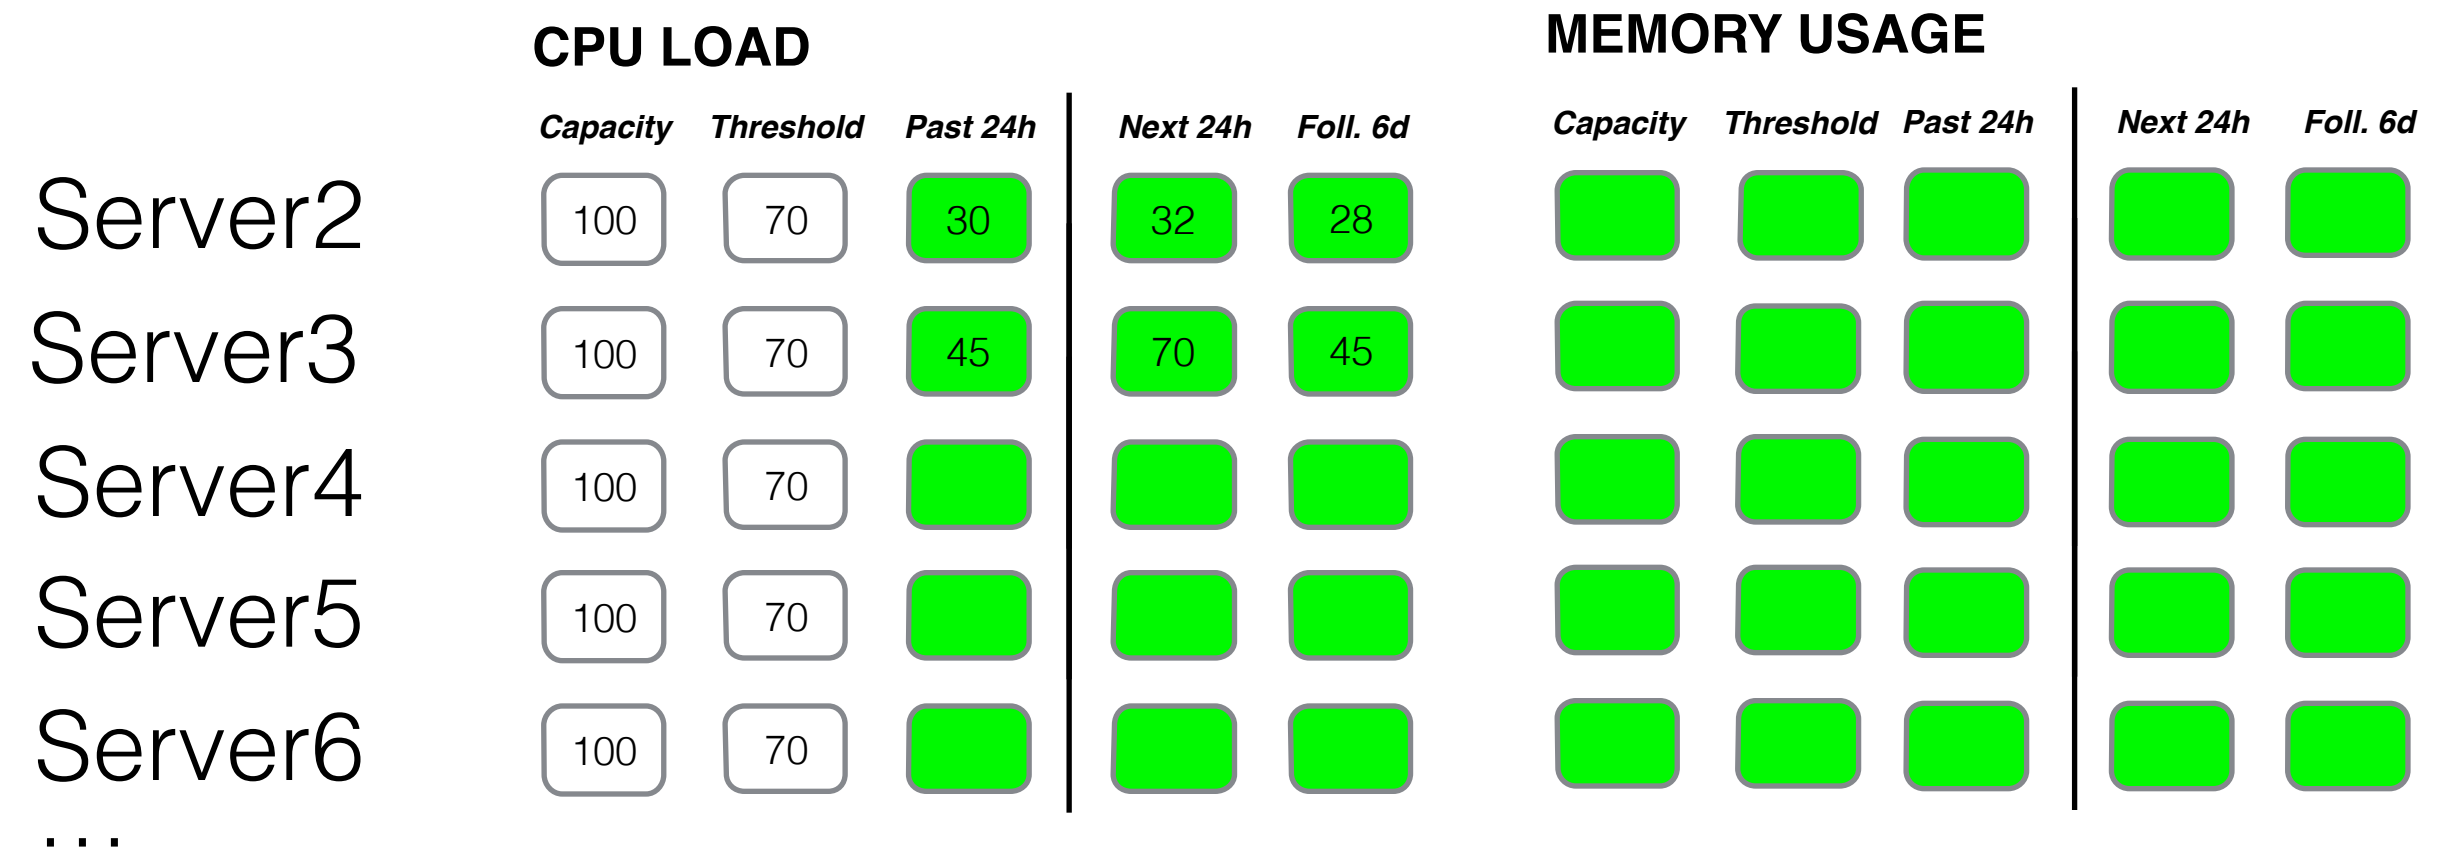 CPU LOAD MEMORY USAGE
Capacity Threshold Past 24h Next 24h Foll. 6d Capacity Threshold Past 24h Next 24h Foll. 6d
Server2 100 70 30 32 28
Server3 100 70 45 70 45
Server4 100 70
Server5 100 70
Server6 100 70
...